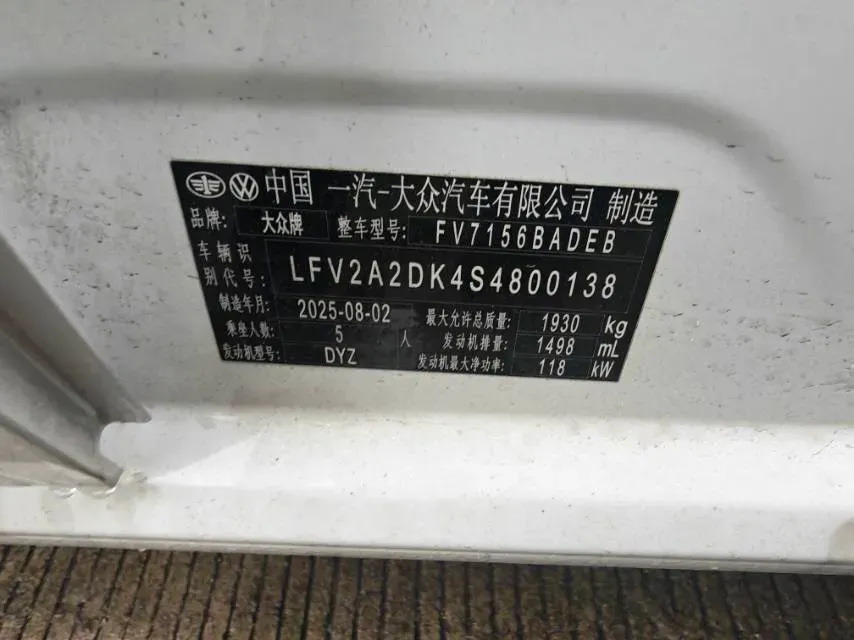 中国 一汽-大众汽车有限公司 制造
品牌: 大众牌 整车型号: FV7156BADEB
车辆识别代号: LFV2A2DK4S4800138
制造年月: 2025-08-02 最大允许总质量: 1930 kg
乘坐人数: 5 人 发动机排量: 1498 mL
发动机型号: DYZ 发动机最大净功率: 118 kW